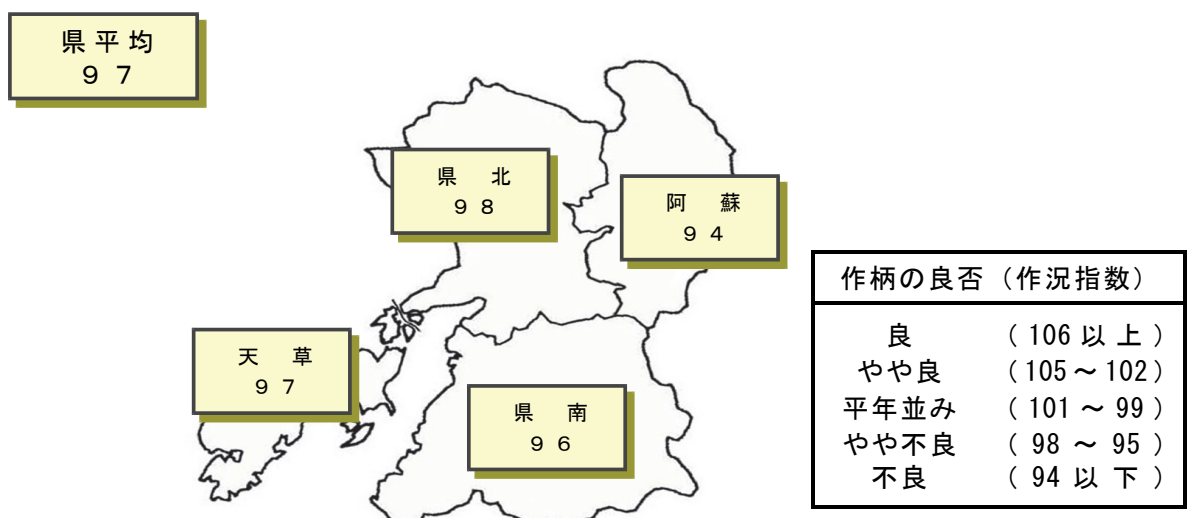 県平均
９７
県　北
９８
阿　蘇
９４
天　草
９７
県　南
９６
作柄の良否（作況指数）
良　（106以上）
やや良　（105～102）
平年並み　（101～99）
やや不良　（98～95）
不良　（94以下）